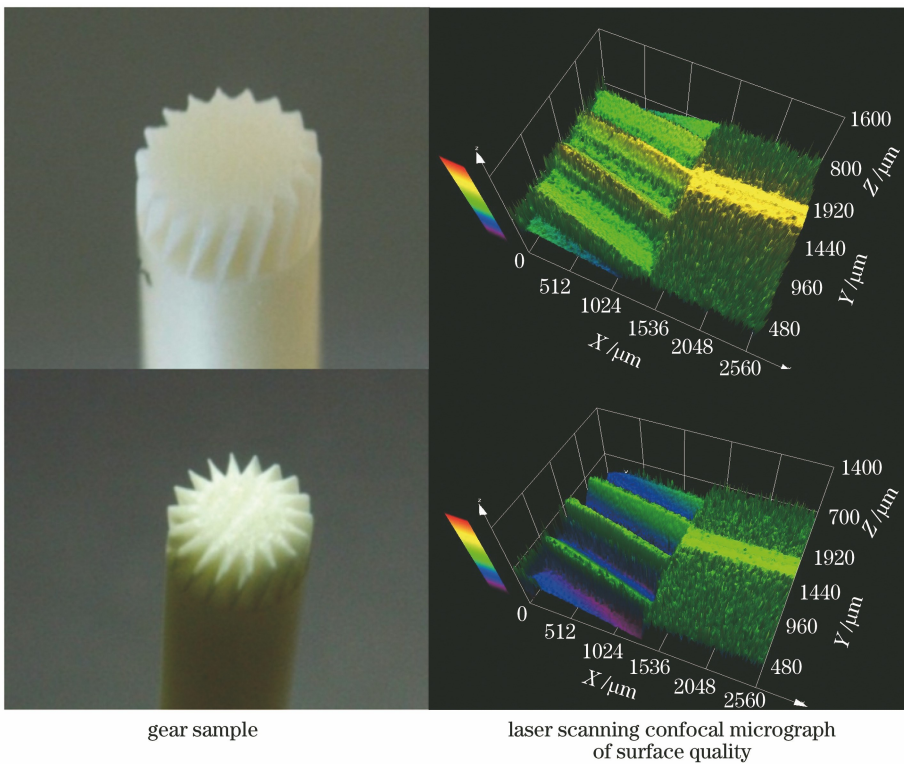 1600
800
Z/μm
1920
1440
960
480
Y/μm
0
512
1024
1536
2048
2560
X/μm
1400
700
Z/μm
1920
1440
960
480
Y/μm
0
512
1024
1536
2048
2560
X/μm
gear sample
laser scanning confocal micrograph
of surface quality